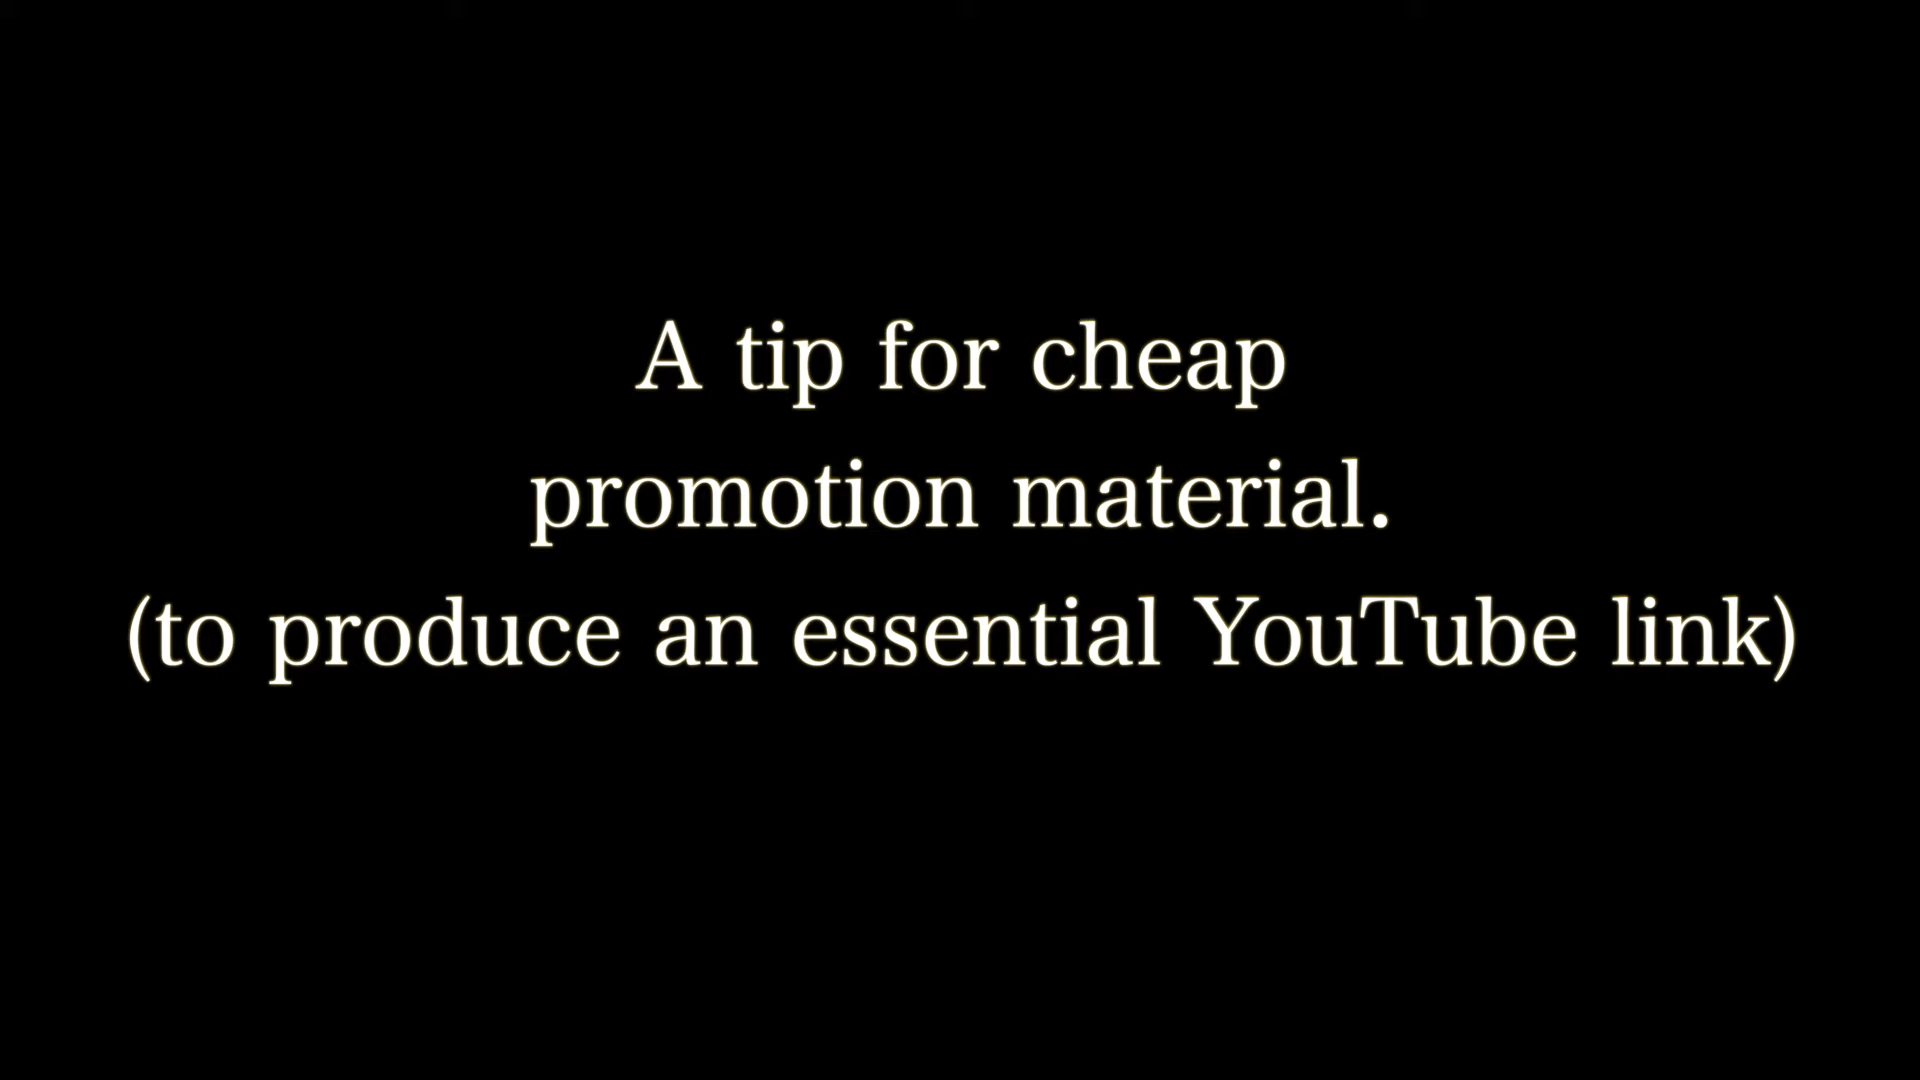 A tip for cheap
promotion material.
(to produce an essential YouTube link)